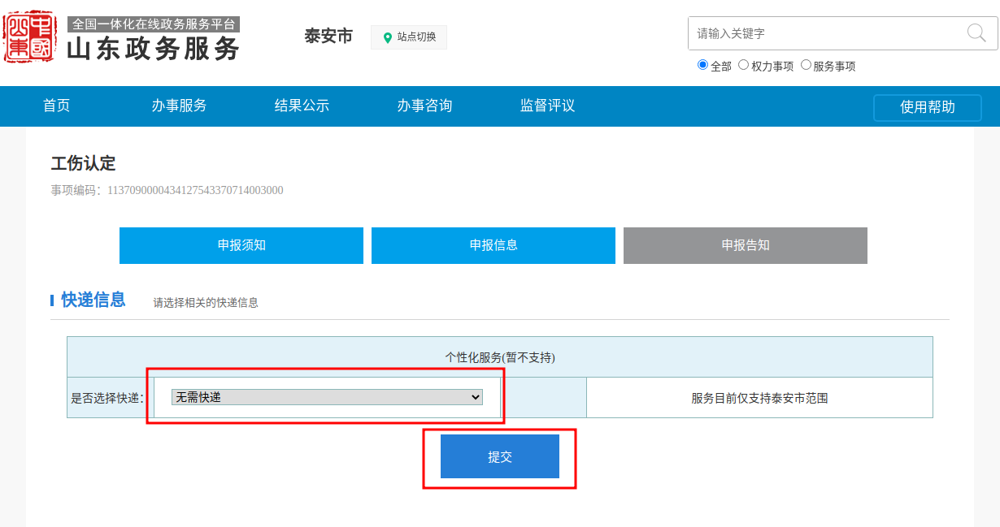 全国一体化在线政务服务平台
山东政务服务
泰安市
站点切换
请输入关键字
全部 权力事项 服务事项
首页 办事服务 结果公示 办事咨询 监督评议 使用帮助
工伤认定
事项编码：113709000043412754337​0714003000
申报须知 申报信息 申报告知
快递信息 请选择相关的快递信息
个性化服务(暂不支持)
是否选择快递： 无需快递 服务目前仅支持泰安市范围
提交